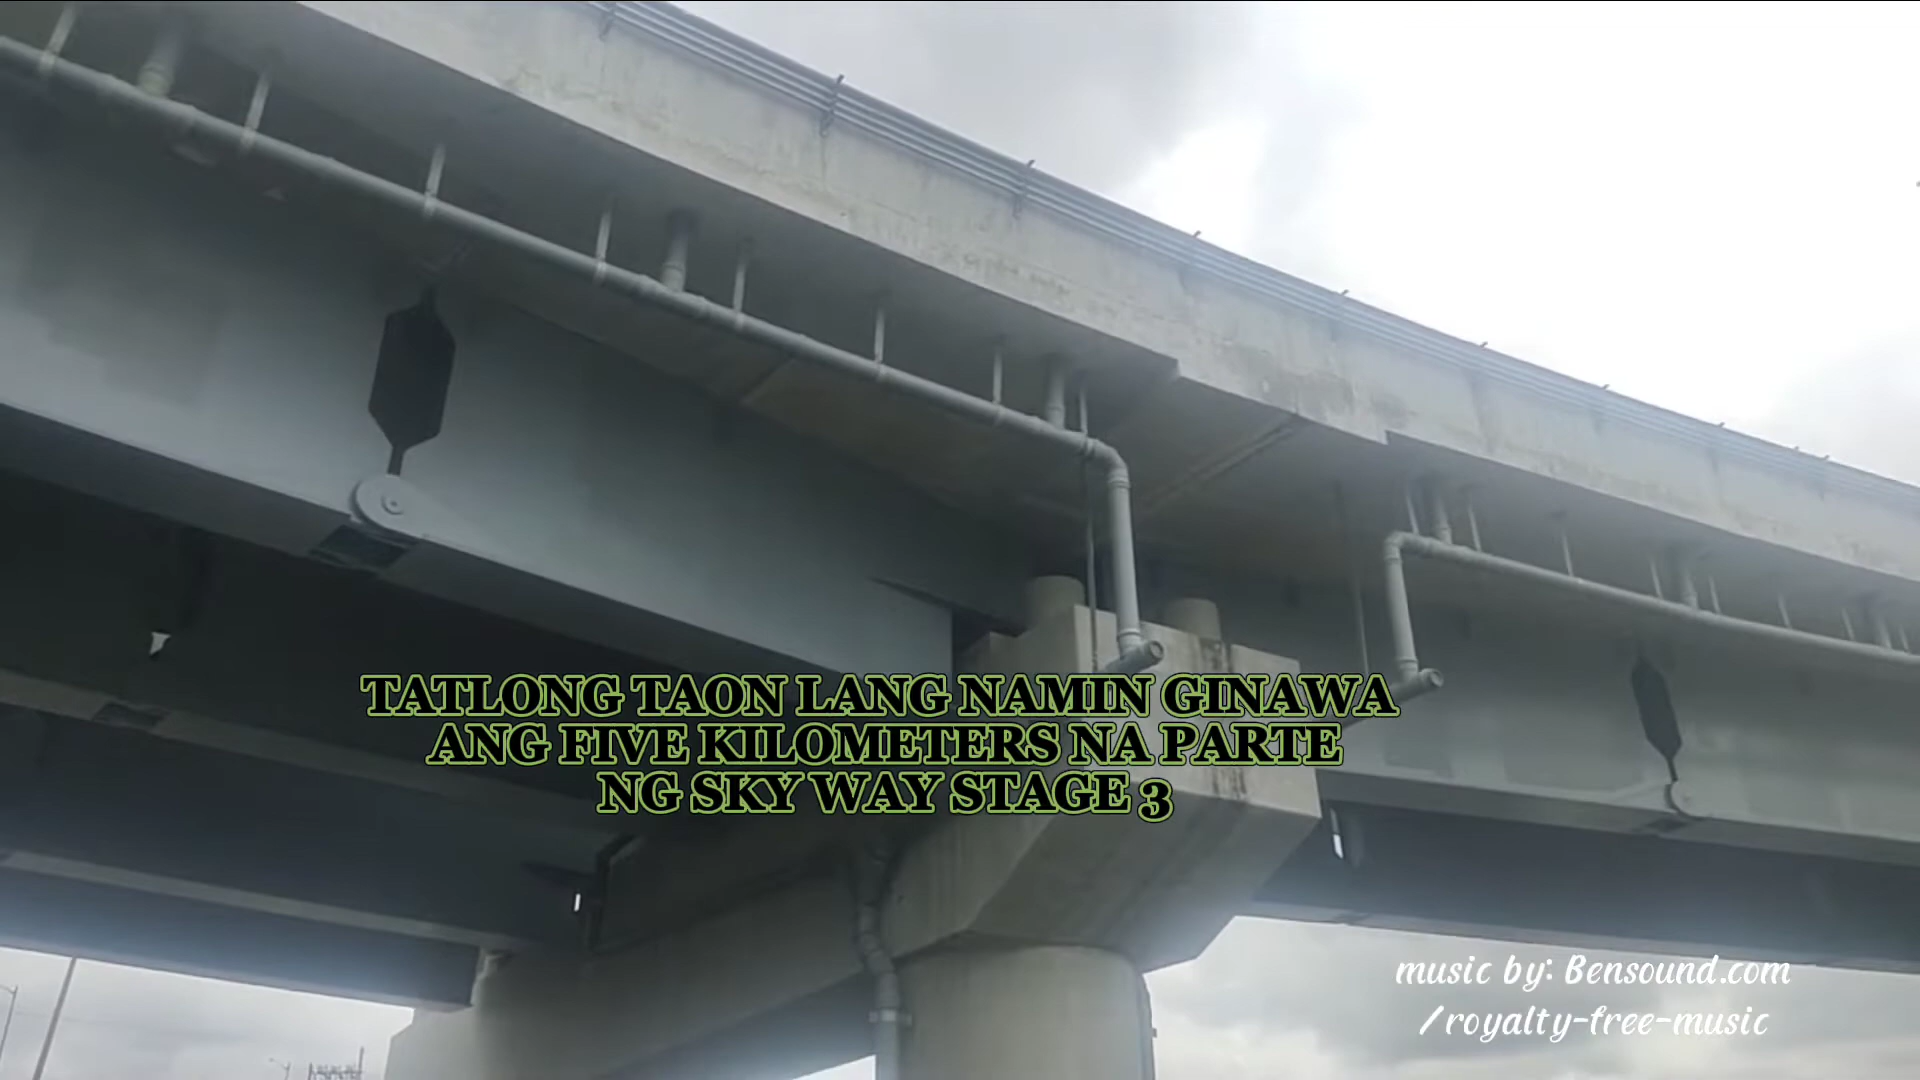 TATLONG TAON LANG NAMIN GINAWA
ANG FIVE KILOMETERS NA PARTE
NG SKY WAY STAGE 3
music by: Bensound.com
/royalty-free-music